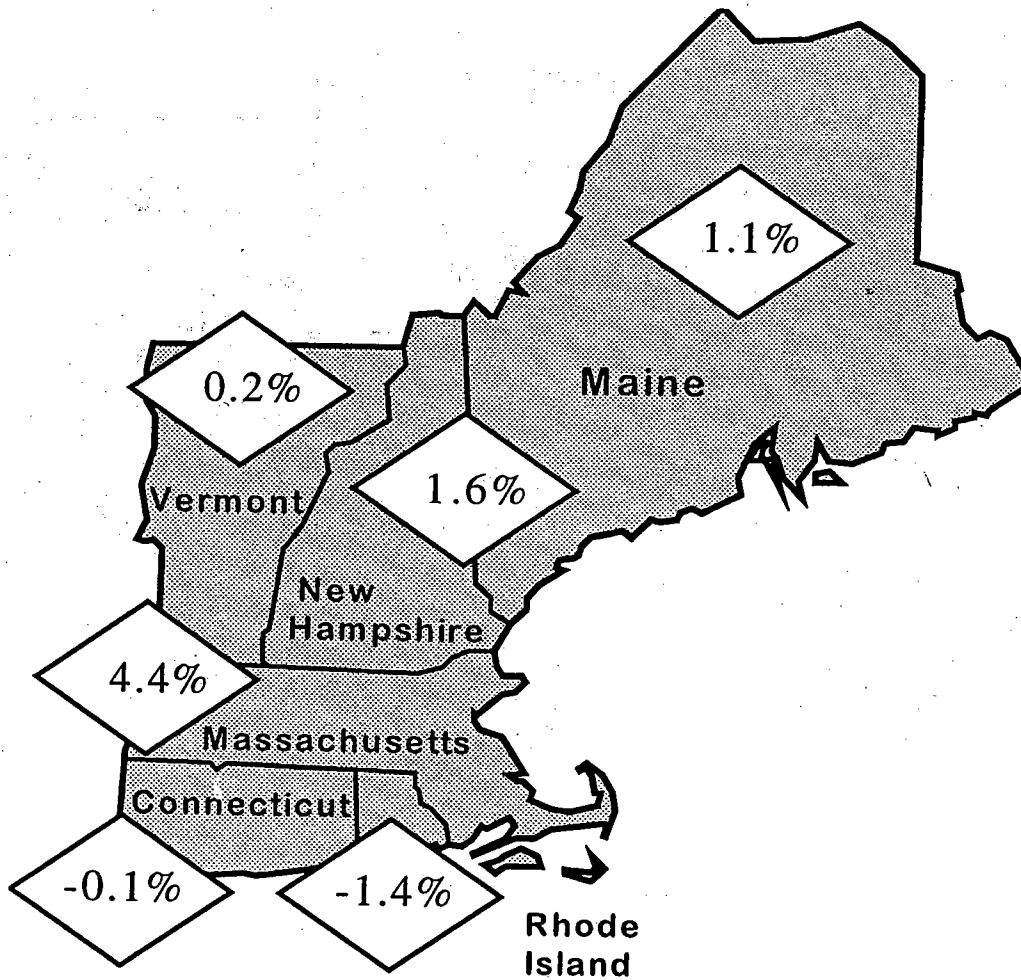 1.1%
Maine
0.2%
Vermont
1.6%
New
Hampshire
4.4%
Massachusetts
Connecticut
-0.1%
-1.4%
Rhode
Island